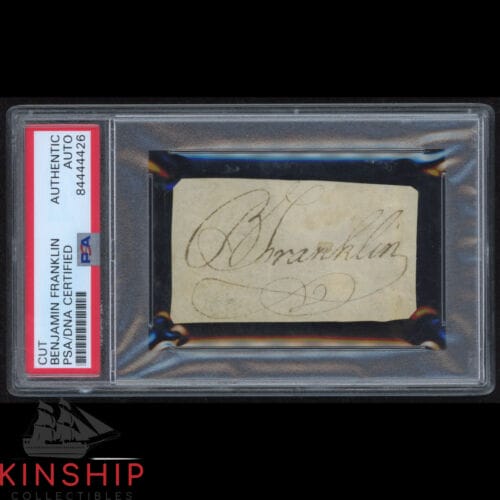 CUT
BENJAMIN FRANKLIN
PSA/DNA CERTIFIED
AUTHENTIC
AUTO
84444426
PSA
B Franklin
KINSHIP
COLLECTIBLES